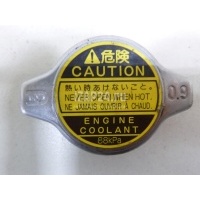 ⚠危険
CAUTION
熱い時あけないこと。
NEVER OPEN WHEN HOT.
NE JAMAIS OUVRIR À CHAUD.
ENGINE
COOLANT
88kPa
0.9